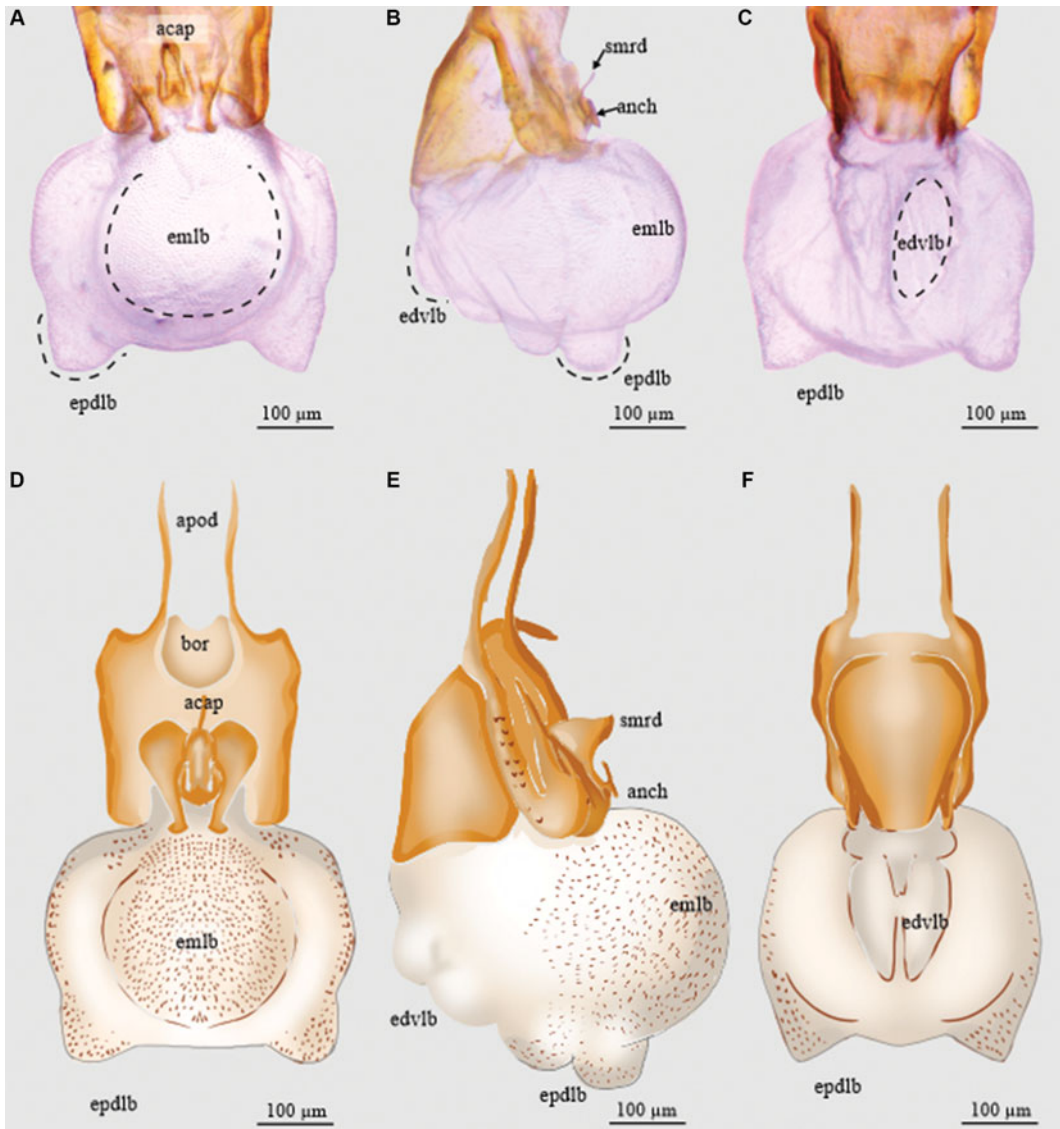 A
acap
emlb
epdlb
100 µm
B
smrd
anch
emlb
edvlb
epdlb
100 µm
C
edvlb
epdlb
100 µm
D
apod
bor
acap
emlb
epdlb
100 µm
E
smrd
anch
emlb
edvlb
epdlb
100 µm
F
edvlb
epdlb
100 µm